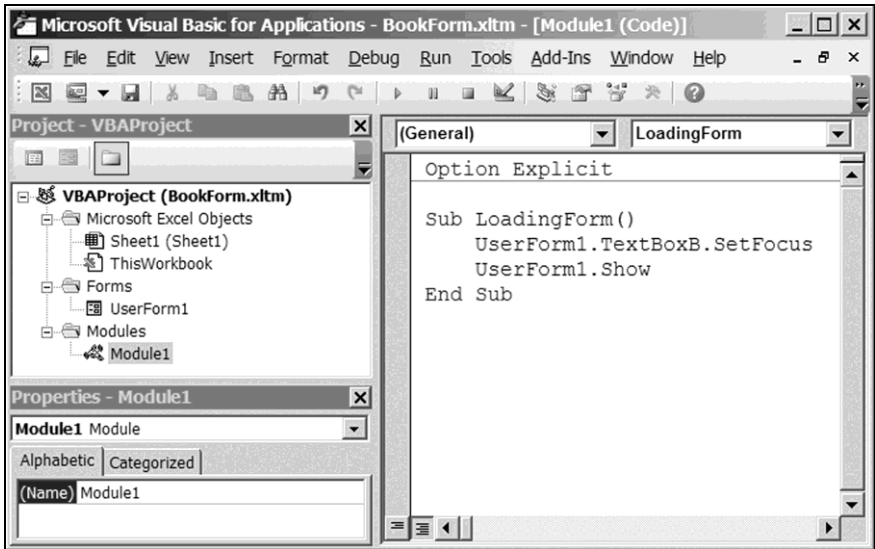 Microsoft Visual Basic for Applications - BookForm.xltm - [Module1 (Code)]
File Edit View Insert Format Debug Run Tools Add-Ins Window Help
Project - VBAProject
VBAProject (BookForm.xltm)
Microsoft Excel Objects
Sheet1 (Sheet1)
ThisWorkbook
Forms
UserForm1
Modules
Module1
Properties - Module1
Module1 Module
Alphabetic Categorized
(Name) Module1
(General) LoadingForm
Option Explicit
Sub LoadingForm()
UserForm1.TextBoxB.SetFocus
UserForm1.Show
End Sub